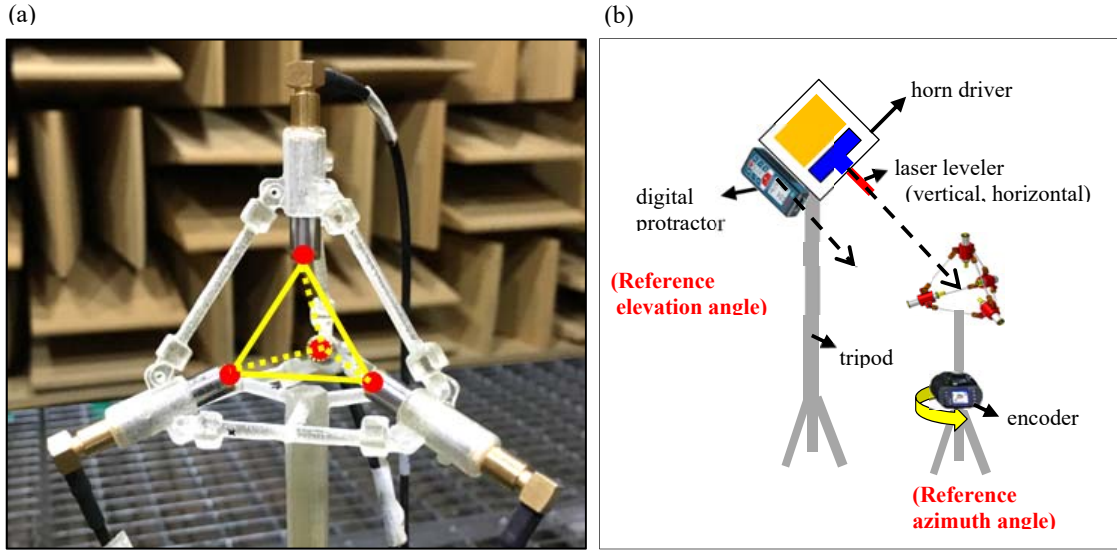 (a)
(b)
horn driver
laser leveler
(vertical, horizontal)
digital
protractor
(Reference
elevation angle)
tripod
encoder
(Reference
azimuth angle)